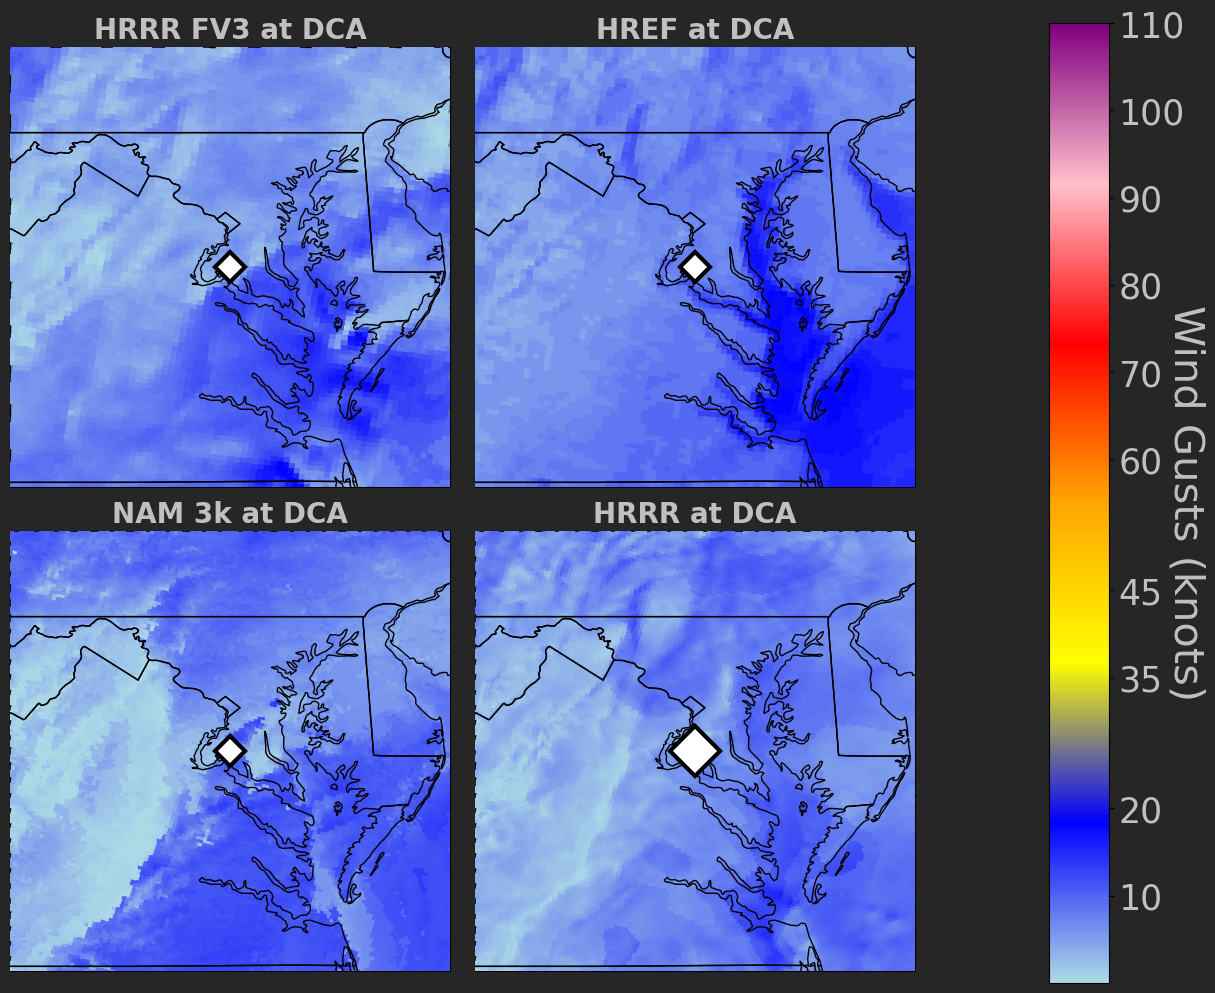 HRRR FV3 at DCA
HREF at DCA
NAM 3k at DCA
HRRR at DCA
110
100
90
80
70
60
45
35
20
10
Wind Gusts (knots)